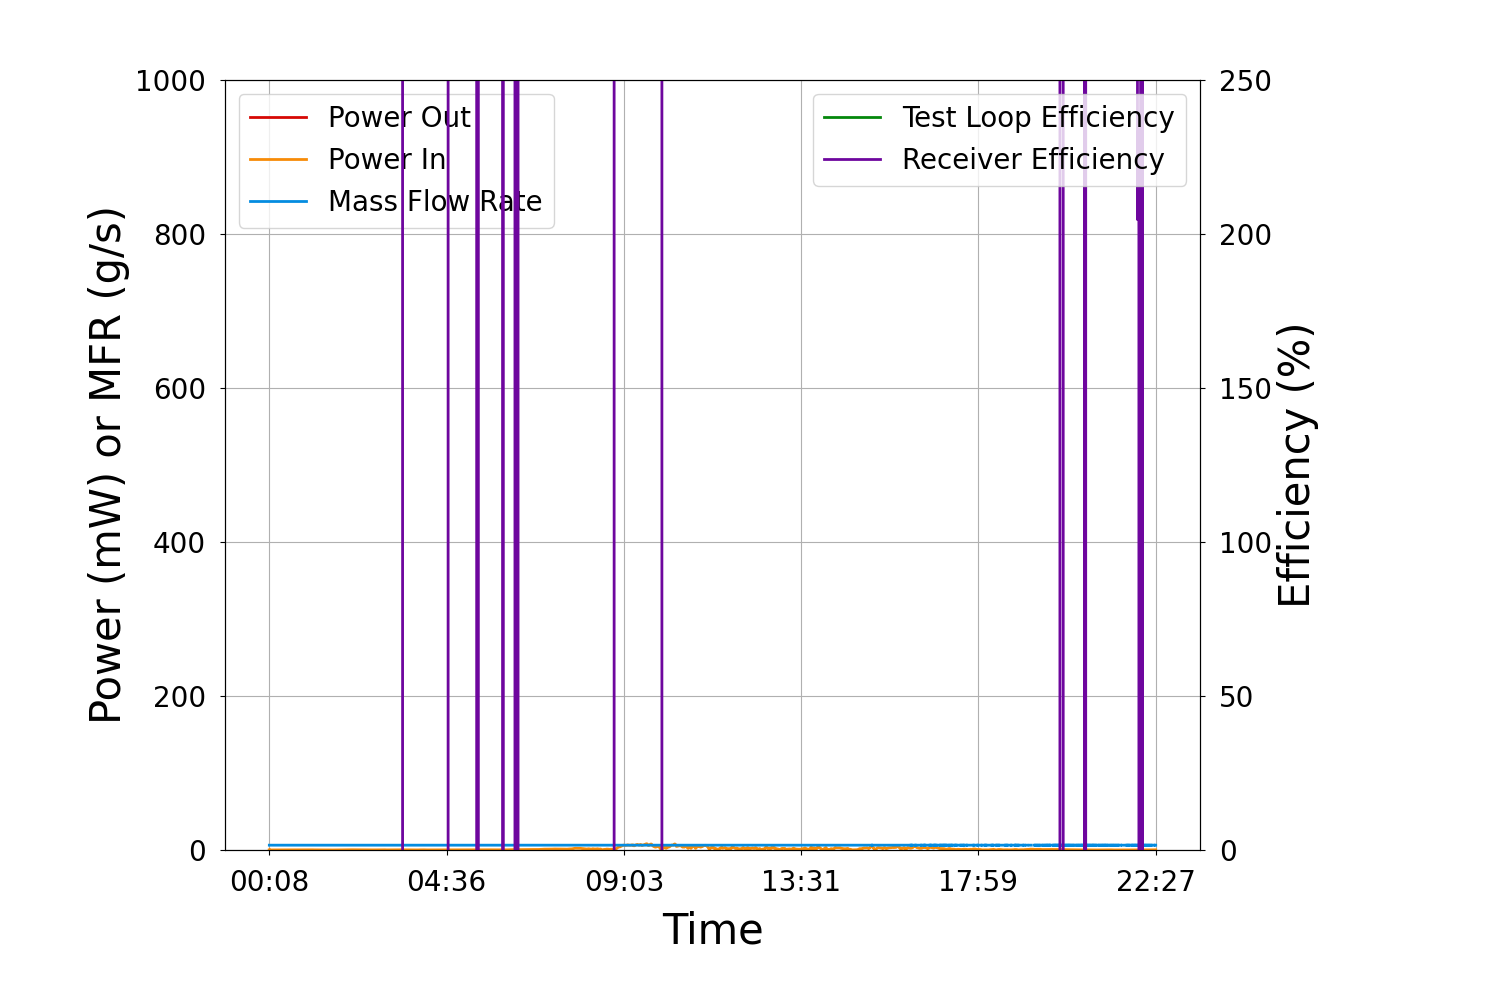 1000
800
600
400
200
0
Power (mW) or MFR (g/s)
Power Out
Power In
Mass Flow Rate
Test Loop Efficiency
Receiver Efficiency
250
200
150
100
50
0
Efficiency (%)
00:08 04:36 09:03 13:31 17:59 22:27
Time